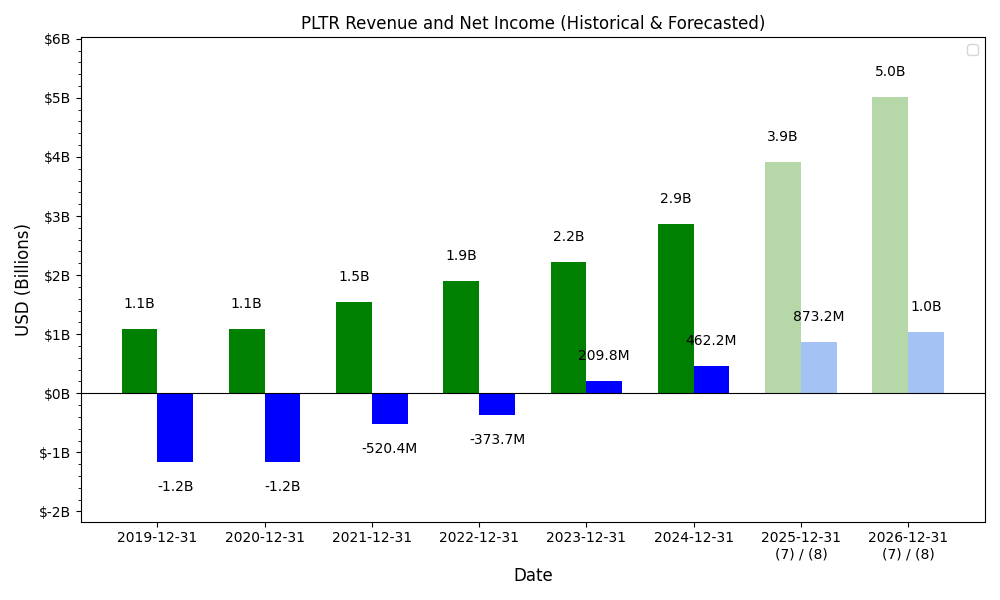 PLTR Revenue and Net Income (Historical & Forecasted)
$6B
$5B
$4B
$3B
$2B
$1B
$0B
$-1B
$-2B
USD (Billions)
1.1B
-1.2B
1.1B
-1.2B
1.5B
-520.4M
1.9B
-373.7M
2.2B
209.8M
2.9B
462.2M
3.9B
873.2M
5.0B
1.0B
2019-12-31
2020-12-31
2021-12-31
2022-12-31
2023-12-31
2024-12-31
2025-12-31
(7) / (8)
2026-12-31
(7) / (8)
Date